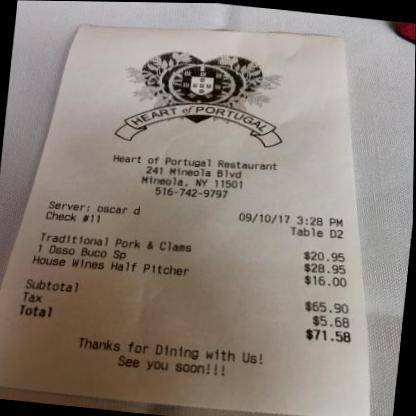 HEART of PORTUGAL
Heart of Portugal Restaurant
241 Mineola Blvd
Mineola, NY 11501
516-742-9797
Server: oscar d 09/10/17 3:28 PM
Check #11 Table D2
Traditional Pork & Clams $20.95
1 Osso Buco Sp $28.95
House Wines Half Pitcher $16.00
Subtotal $65.90
Tax $5.68
Total $71.58
Thanks for Dining with Us!
See you soon!!!